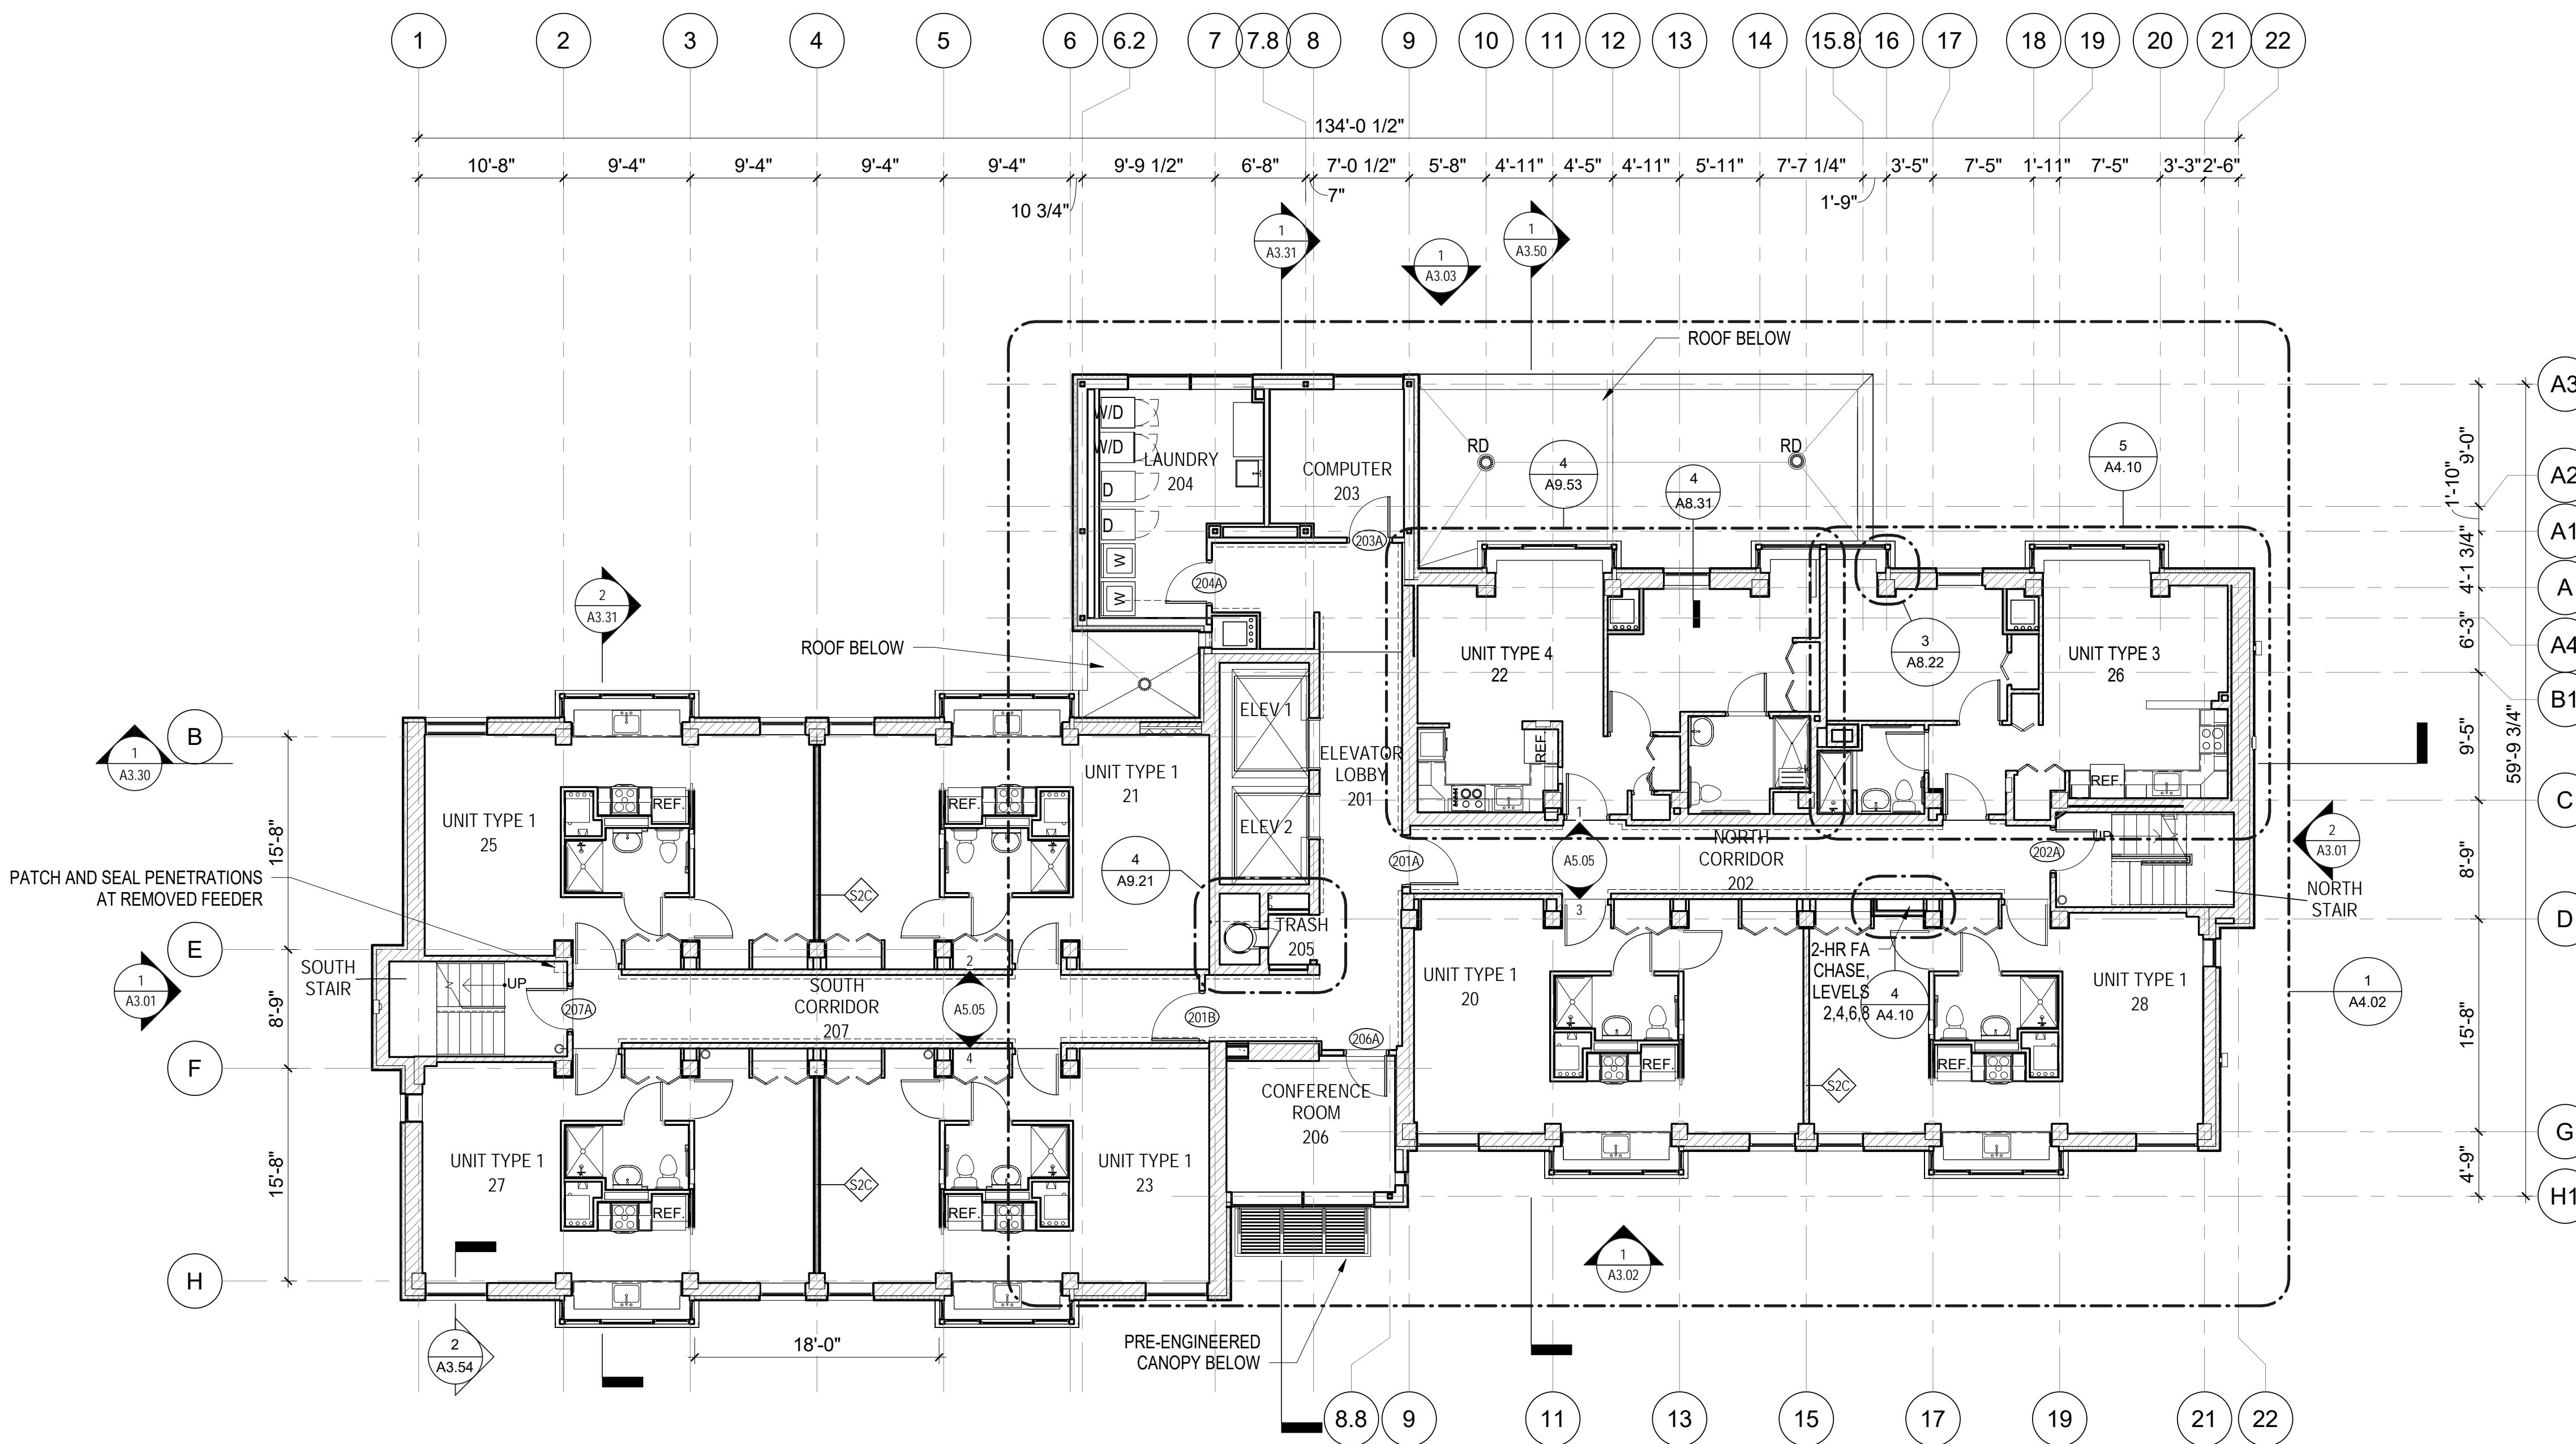 1 2 3 4 5 6 6.2 7 7.8 8 9 10 11 12 13 14 15.8 16 17 18 19 20 21 22
134'-0 1/2"
10'-8" 9'-4" 9'-4" 9'-4" 9'-4" 9'-9 1/2" 6'-8" 7'-0 1/2" 5'-8" 4'-11" 4'-5" 4'-11" 5'-11" 7'-7 1/4" 3'-5" 7'-5" 1'-11" 7'-5" 3'-3" 2'-6"
10 3/4"
7"
1'-9"
1
A3.31
1
A3.50
1
A3.03
ROOF BELOW
A3
9'-0"
A2
1'-10"
A1
4'-1 3/4"
A
6'-3"
A4
B1
9'-5"
59'-9 3/4"
C
8'-9"
D
15'-8"
G
4'-9"
H1
W/D
W/D
D
D
W
W
LAUNDRY
204
COMPUTER
203
RD
RD
4
A9.53
4
A8.31
5
A4.10
203A
204A
2
A3.31
ROOF BELOW
UNIT TYPE 4
22
3
A8.22
UNIT TYPE 3
26
REF.
REF.
ELEV 1
ELEV 2
ELEVATOR
LOBBY
201
B
1
A3.30
15'-8"
UNIT TYPE 1
25
REF.
REF.
UNIT TYPE 1
21
4
A9.21
S2C
PATCH AND SEAL PENETRATIONS
AT REMOVED FEEDER
E
1
A3.01
8'-9"
F
15'-8"
H
SOUTH
STAIR
UP
207A
SOUTH
CORRIDOR
207
2
A5.05
4
201B
TRASH
205
201A
1
A5.05
3
NORTH
CORRIDOR
202
202A
UP
NORTH
STAIR
2
A3.01
206A
CONFERENCE
ROOM
206
UNIT TYPE 1
20
2-HR FA
CHASE,
LEVELS
2,4,6,8
4
A4.10
UNIT TYPE 1
28
1
A4.02
REF.
REF.
S2C
UNIT TYPE 1
27
REF.
S2C
REF.
UNIT TYPE 1
23
1
A3.02
2
A3.54
18'-0"
PRE-ENGINEERED
CANOPY BELOW
8.8 9 11 13 15 17 19 21 22